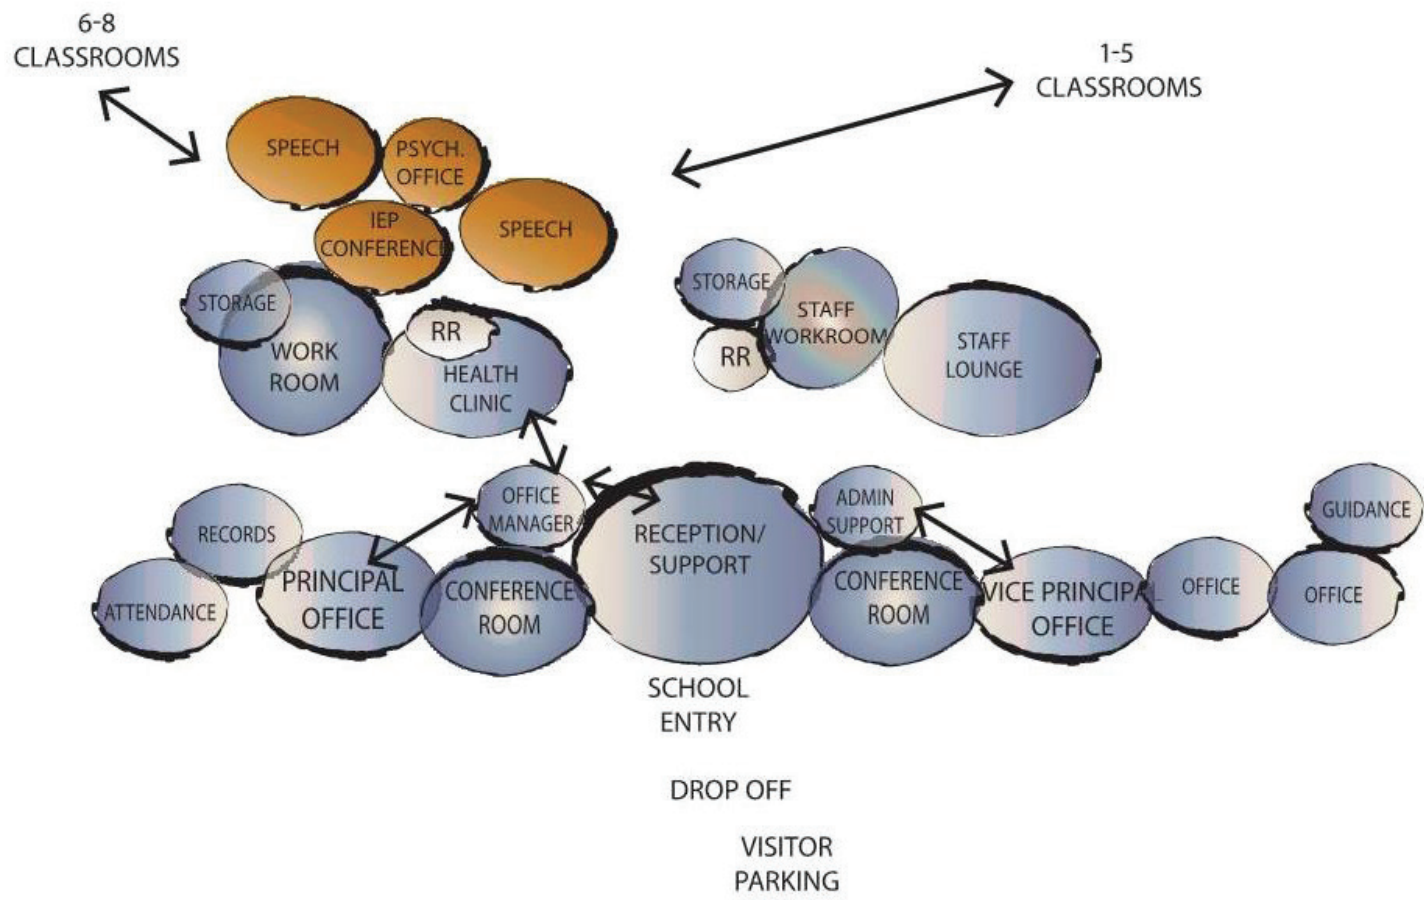 6-8
CLASSROOMS
1-5
CLASSROOMS
SPEECH
PSYCH.
OFFICE
IEP
CONFERENCE
SPEECH
STORAGE
WORK
ROOM
RR
HEALTH
CLINIC
STORAGE
RR
STAFF
WORKROOM
STAFF
LOUNGE
RECORDS
ATTENDANCE
PRINCIPAL
OFFICE
OFFICE
MANAGER
CONFERENCE
ROOM
RECEPTION/
SUPPORT
ADMIN
SUPPORT
CONFERENCE
ROOM
VICE PRINCIPAL
OFFICE
OFFICE
GUIDANCE
OFFICE
SCHOOL
ENTRY
DROP OFF
VISITOR
PARKING